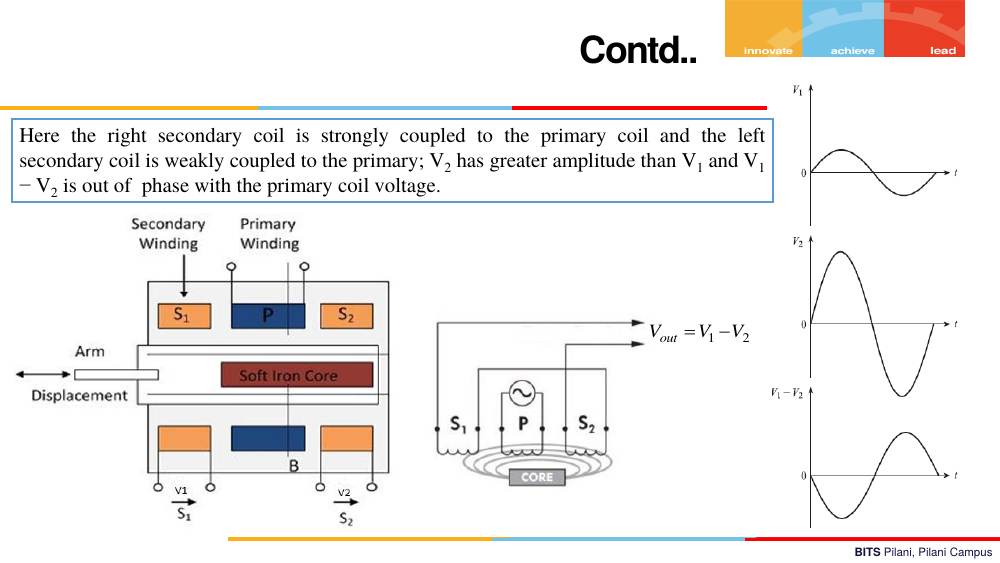 Contd..
innovate achieve lead
Here the right secondary coil is strongly coupled to the primary coil and the left
secondary coil is weakly coupled to the primary; V₂ has greater amplitude than V₁ and V₁
− V₂ is out of phase with the primary coil voltage.
Secondary
Winding
Primary
Winding
S₁ P S₂
Arm
Soft Iron Core
Displacement
B
V1
S₁
V2
S₂
Vout = V₁ − V₂
S₁ P S₂
CORE
V₁
0 t
V₂
0 t
V₁ − V₂
0 t
BITS Pilani, Pilani Campus